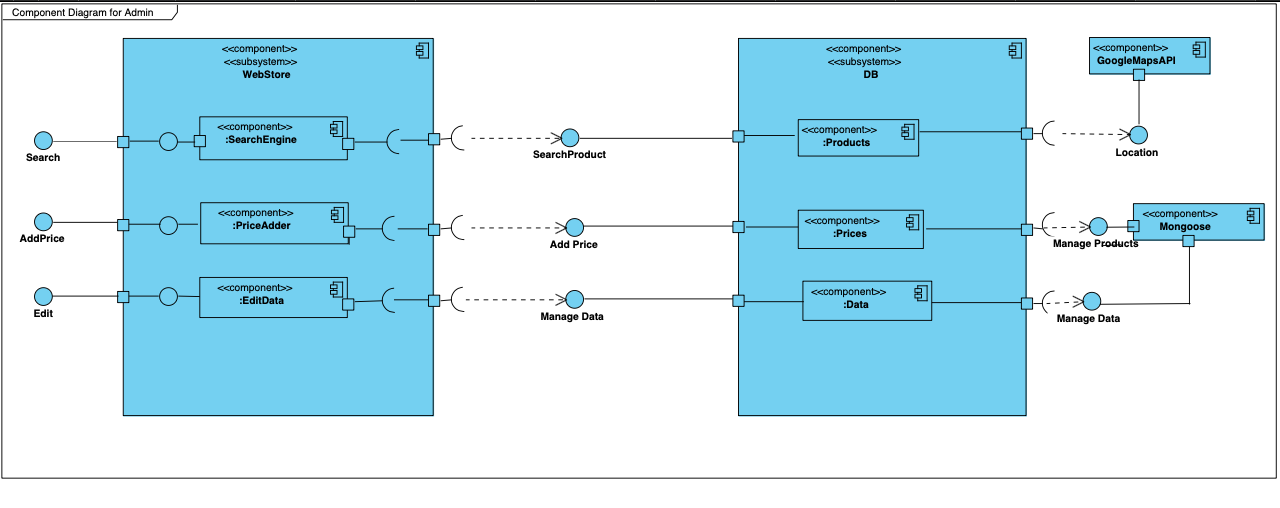 Component Diagram for Admin
<<component>>
<<subsystem>>
WebStore
<<component>>
<<subsystem>>
DB
<<component>>
GoogleMapsAPI
<<component>>
:SearchEngine
<<component>>
:Products
Search
SearchProduct
Location
<<component>>
:PriceAdder
<<component>>
:Prices
<<component>>
Mongoose
AddPrice
Add Price
Manage Products
<<component>>
:EditData
<<component>>
:Data
Edit
Manage Data
Manage Data